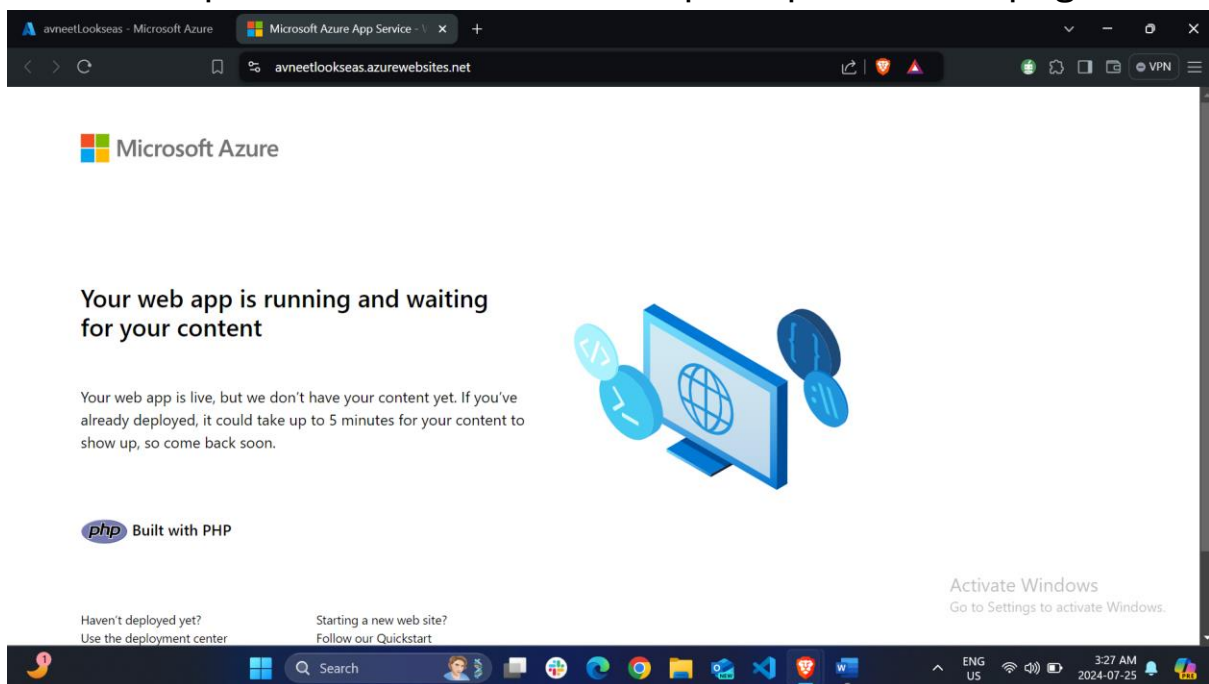 avneetLookseas - Microsoft Azure
Microsoft Azure App Service - W
avneetlookseas.azurewebsites.net
VPN
Microsoft Azure
Your web app is running and waiting
for your content
Your web app is live, but we don't have your content yet. If you've
already deployed, it could take up to 5 minutes for your content to
show up, so come back soon.
php Built with PHP
Activate Windows
Go to Settings to activate Windows.
Haven't deployed yet?
Use the deployment center
Starting a new web site?
Follow our Quickstart
1
Search
NEW
W
ENG
US
3:27 AM
2024-07-25
PRE